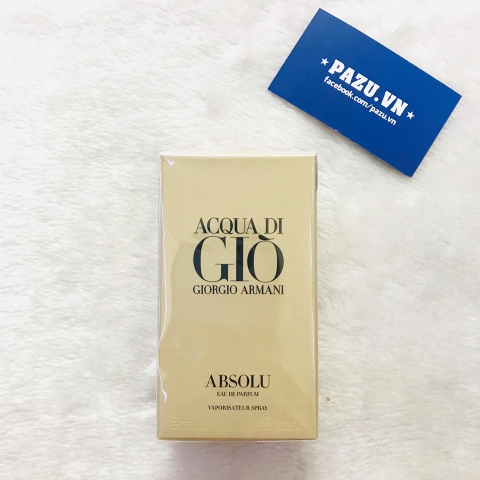 ★ PAZU.VN ★
facebook.com/pazu.vn
ACQUA DI
GIÒ
GIORGIO ARMANI
ABSOLU
EAU DE PARFUM
VAPORISATEUR SPRAY